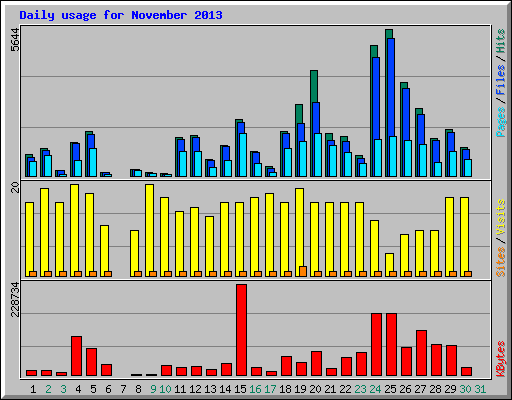 Daily usage for November 2013
5644
Pages / Files / Hits
20
Sites / Visits
228734
KBytes
1 2 3 4 5 6 7 8 9 10 11 12 13 14 15 16 17 18 19 20 21 22 23 24 25 26 27 28 29 30 31